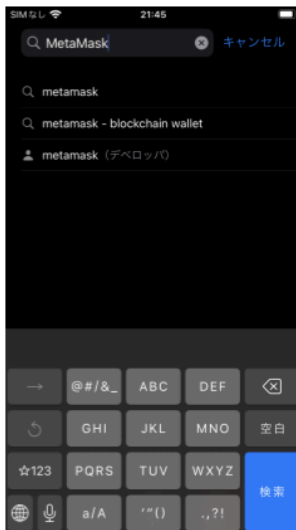 SIMなし 21:45
MetaMask キャンセル
metamask
metamask - blockchain wallet
metamask（デベロッパ）
→ @#/&_ ABC DEF
GHI JKL MNO 空白
☆123 PQRS TUV WXYZ 検索
a/A '"() .,?!